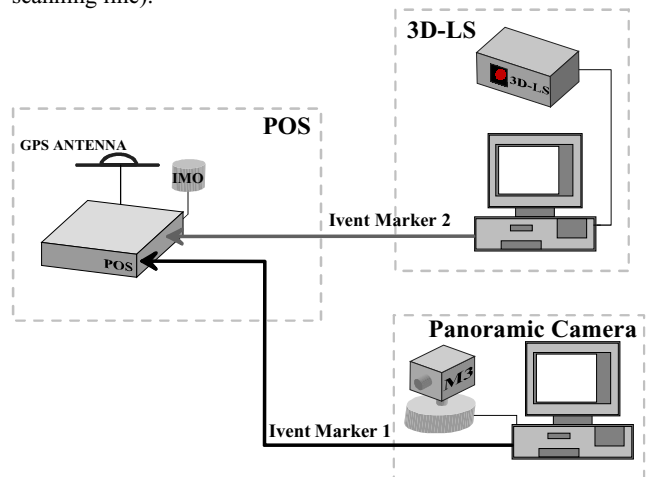 scanning line).
3D-LS
3D-LS
POS
GPS ANTENNA
IMO
Ivent Marker 2
POS
Panoramic Camera
M3
Ivent Marker 1